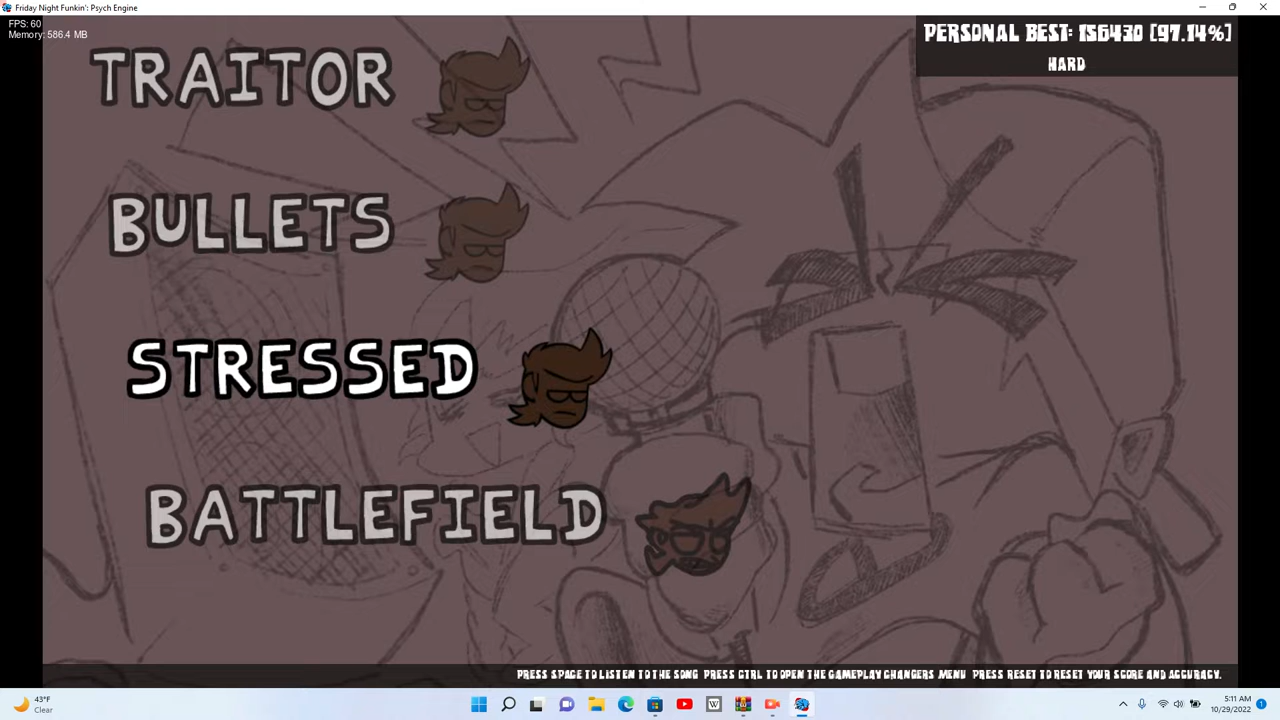 Friday Night Funkin': Psych Engine
FPS: 60
Memory: 586.4 MB
PERSONAL BEST: 156430 [97.14%]
HARD
TRAITOR
BULLETS
STRESSED
BATTLEFIELD
PRESS SPACE TO LISTEN TO THE SONG PRESS CTRL TO OPEN THE GAMEPLAY CHANGERS MENU PRESS RESET TO RESET YOUR SCORE AND ACCURACY.
43°F
Clear
W
5:11 AM
10/29/2022
1